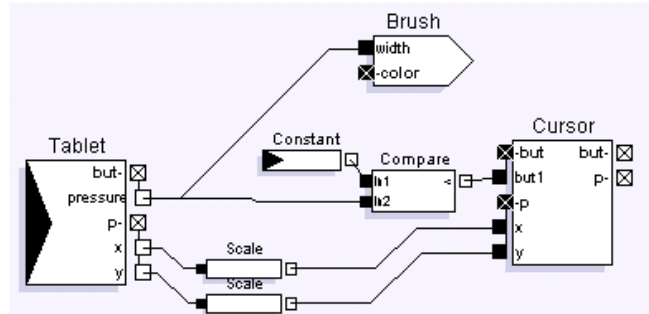 Brush
width
-color
Constant
Compare
In1
<
In2
Tablet
but-
pressure
p-
x
y
Scale
Scale
Cursor
-but but-
but1 p-
-p
x
y